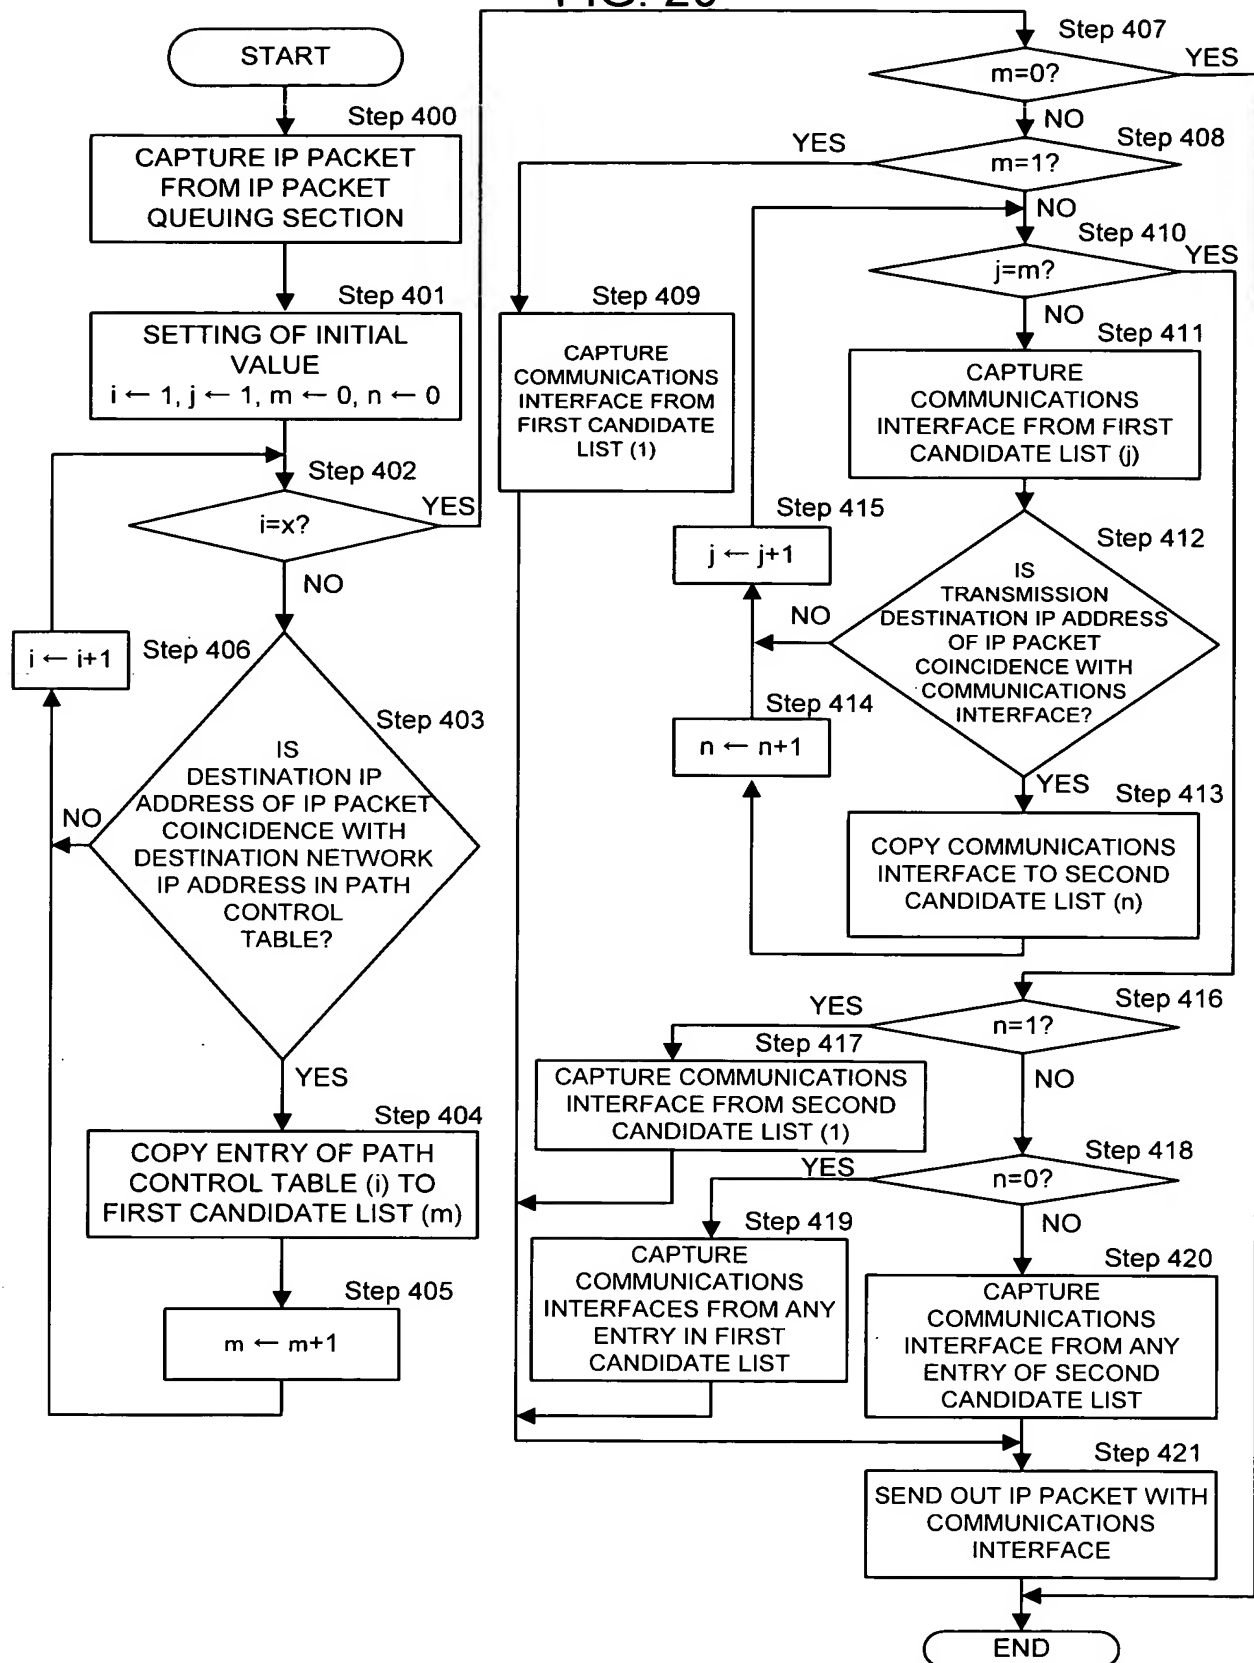 START
Step 400
CAPTURE IP PACKET
FROM IP PACKET
QUEUING SECTION
Step 401
SETTING OF INITIAL
VALUE
i ← 1, j ← 1, m ← 0, n ← 0
Step 402
i=x?
YES
NO
i ← i+1
Step 406
Step 403
IS
DESTINATION IP
ADDRESS OF IP PACKET
COINCIDENCE WITH
DESTINATION NETWORK
IP ADDRESS IN PATH
CONTROL
TABLE?
NO
YES
Step 404
COPY ENTRY OF PATH
CONTROL TABLE (i) TO
FIRST CANDIDATE LIST (m)
Step 405
m ← m+1
Step 407
m=0?
YES
NO
Step 408
m=1?
YES
NO
Step 409
CAPTURE
COMMUNICATIONS
INTERFACE FROM
FIRST CANDIDATE
LIST (1)
Step 410
j=m?
YES
NO
Step 411
CAPTURE
COMMUNICATIONS
INTERFACE FROM FIRST
CANDIDATE LIST (j)
Step 412
IS
TRANSMISSION
DESTINATION IP ADDRESS
OF IP PACKET
COINCIDENCE WITH
COMMUNICATIONS
INTERFACE?
NO
YES
Step 415
j ← j+1
Step 414
n ← n+1
Step 413
COPY COMMUNICATIONS
INTERFACE TO SECOND
CANDIDATE LIST (n)
Step 416
n=1?
YES
NO
Step 417
CAPTURE COMMUNICATIONS
INTERFACE FROM SECOND
CANDIDATE LIST (1)
Step 418
n=0?
YES
NO
Step 419
CAPTURE
COMMUNICATIONS
INTERFACES FROM ANY
ENTRY IN FIRST
CANDIDATE LIST
Step 420
CAPTURE
COMMUNICATIONS
INTERFACE FROM ANY
ENTRY OF SECOND
CANDIDATE LIST
Step 421
SEND OUT IP PACKET WITH
COMMUNICATIONS
INTERFACE
END